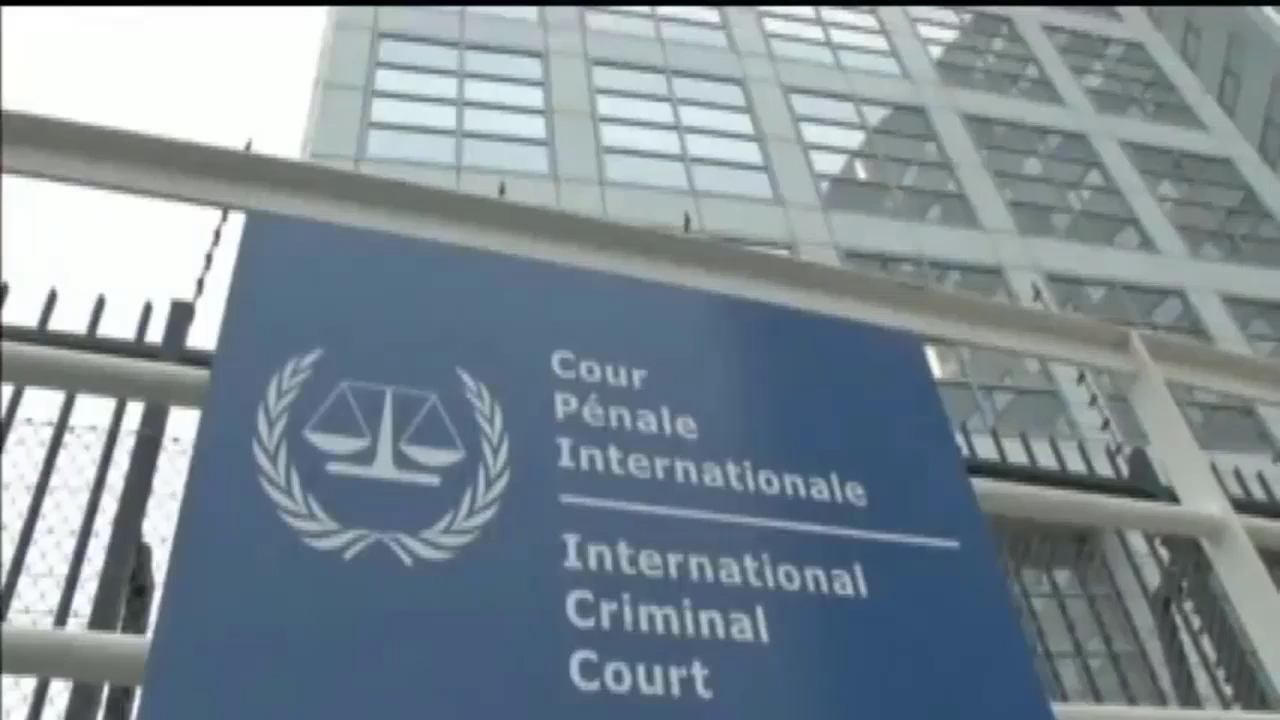 Cour
Pénale
Internationale
International
Criminal
Court